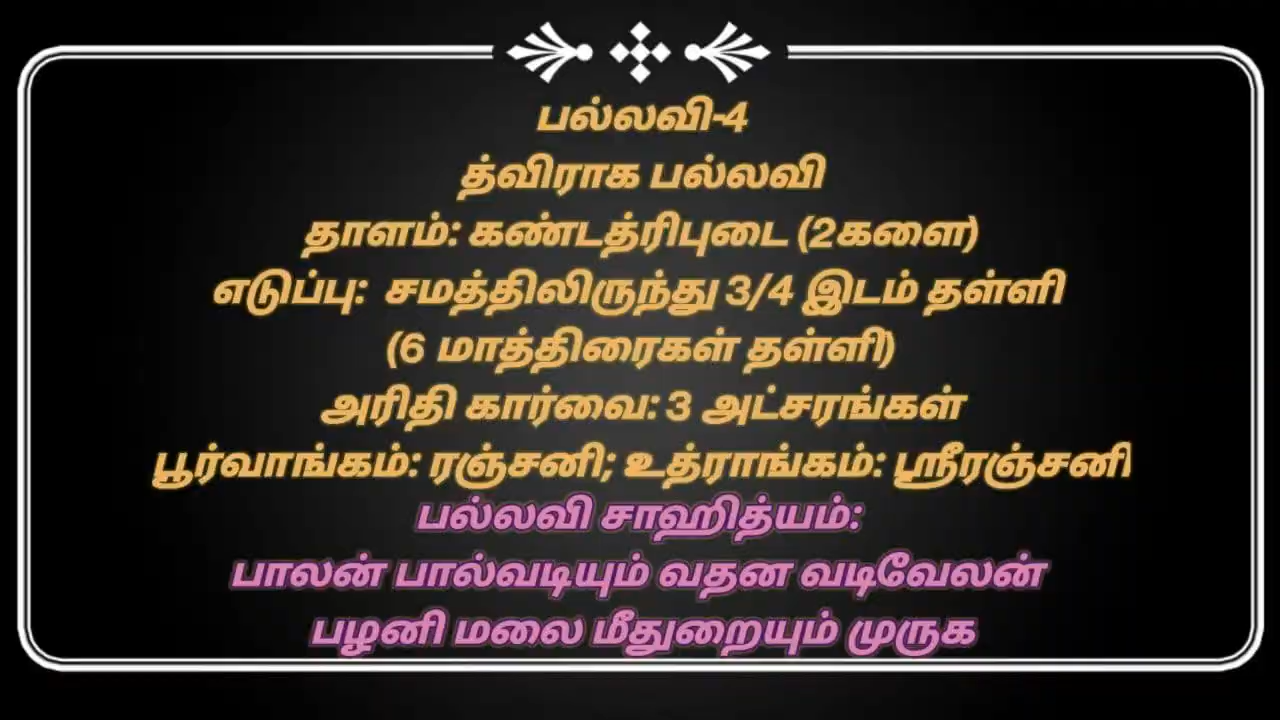 பல்லவி-4
த்விராக பல்லவி
தாளம்: கண்டத்ரிபுடை (2களை)
எடுப்பு: சமத்திலிருந்து 3/4 இடம் தள்ளி
(6 மாத்திரைகள் தள்ளி)
அரிதி கார்வை: 3 அட்சரங்கள்
பூர்வாங்கம்: ரஞ்சனி; உத்ராங்கம்: ஸ்ரீரஞ்சனி
பல்லவி சாஹித்யம்:
பாலன் பால்வடியும் வதன வடிவேலன்
பழனி மலை மீதுறையும் முருக